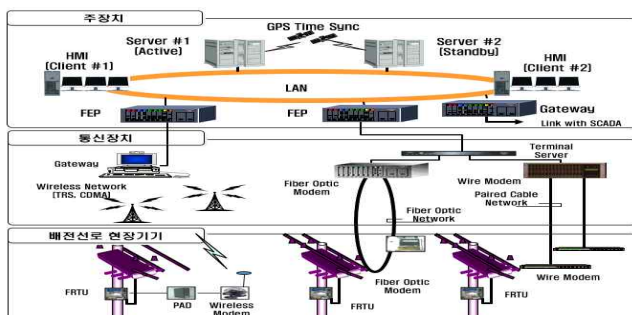 주장치
GPS Time Sync
Server #1
(Active)
Server #2
(Standby)
HMI
(Client #1)
HMI
(Client #2)
LAN
FEP
FEP
Gateway
Link with SCADA
통신장치
Gateway
Wireless Network
[TRS, CDMA]
Fiber Optic
Modem
Fiber Optic
Network
Terminal
Server
Wire Modem
Paired Cable
Network
배전선로 현장기기
FRTU
PAD
Wireless
Modem
FRTU
Fiber Optic
Modem
FRTU
Wire Modem